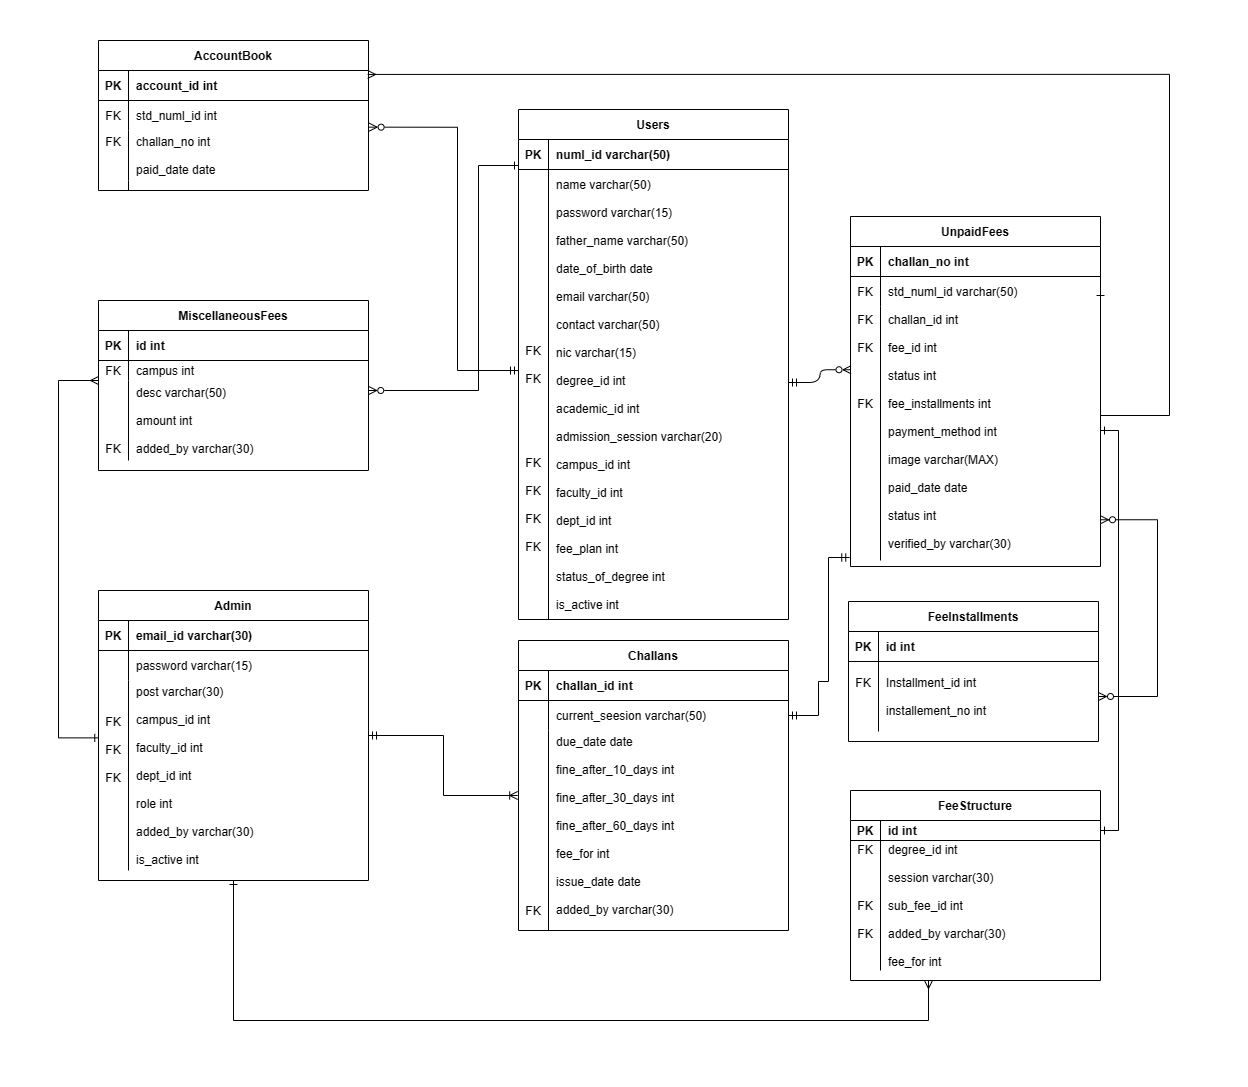 AccountBook
PK account_id int
FK std_numl_id int
FK challan_no int
paid_date date
Users
PK numl_id varchar(50)
name varchar(50)
password varchar(15)
father_name varchar(50)
date_of_birth date
email varchar(50)
contact varchar(50)
FK nic varchar(15)
FK degree_id int
academic_id int
admission_session varchar(20)
FK campus_id int
FK faculty_id int
FK dept_id int
FK fee_plan int
status_of_degree int
is_active int
UnpaidFees
PK challan_no int
FK std_numl_id varchar(50)
FK challan_id int
FK fee_id int
status int
FK fee_installments int
payment_method int
image varchar(MAX)
paid_date date
status int
verified_by varchar(30)
MiscellaneousFees
PK id int
FK campus int
desc varchar(50)
amount int
FK added_by varchar(30)
Admin
PK email_id varchar(30)
password varchar(15)
post varchar(30)
FK campus_id int
FK faculty_id int
FK dept_id int
role int
added_by varchar(30)
is_active int
Challans
PK challan_id int
current_seesion varchar(50)
due_date date
fine_after_10_days int
fine_after_30_days int
fine_after_60_days int
fee_for int
issue_date date
FK added_by varchar(30)
FeeInstallments
PK id int
FK Installment_id int
installement_no int
FeeStructure
PK id int
FK degree_id int
session varchar(30)
FK sub_fee_id int
FK added_by varchar(30)
fee_for int